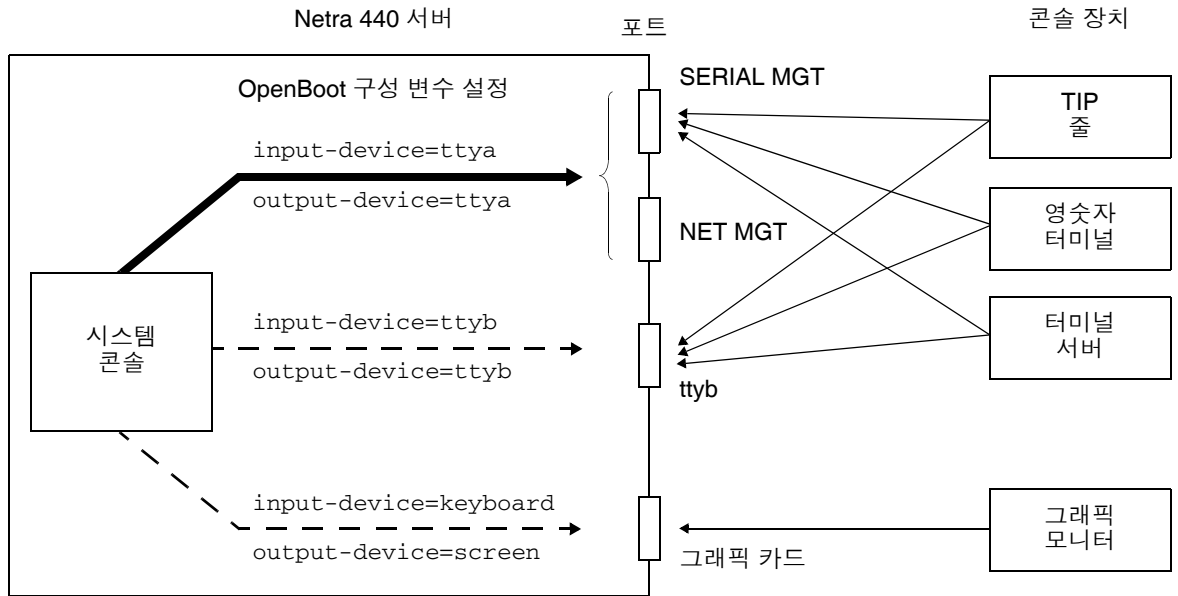 Netra 440 서버
포트
콘솔 장치
OpenBoot 구성 변수 설정
SERIAL MGT
TIP
줄
input-device=ttya
output-device=ttya
NET MGT
영숫자
터미널
시스템
콘솔
input-device=ttyb
output-device=ttyb
터미널
서버
ttyb
input-device=keyboard
output-device=screen
그래픽 카드
그래픽
모니터